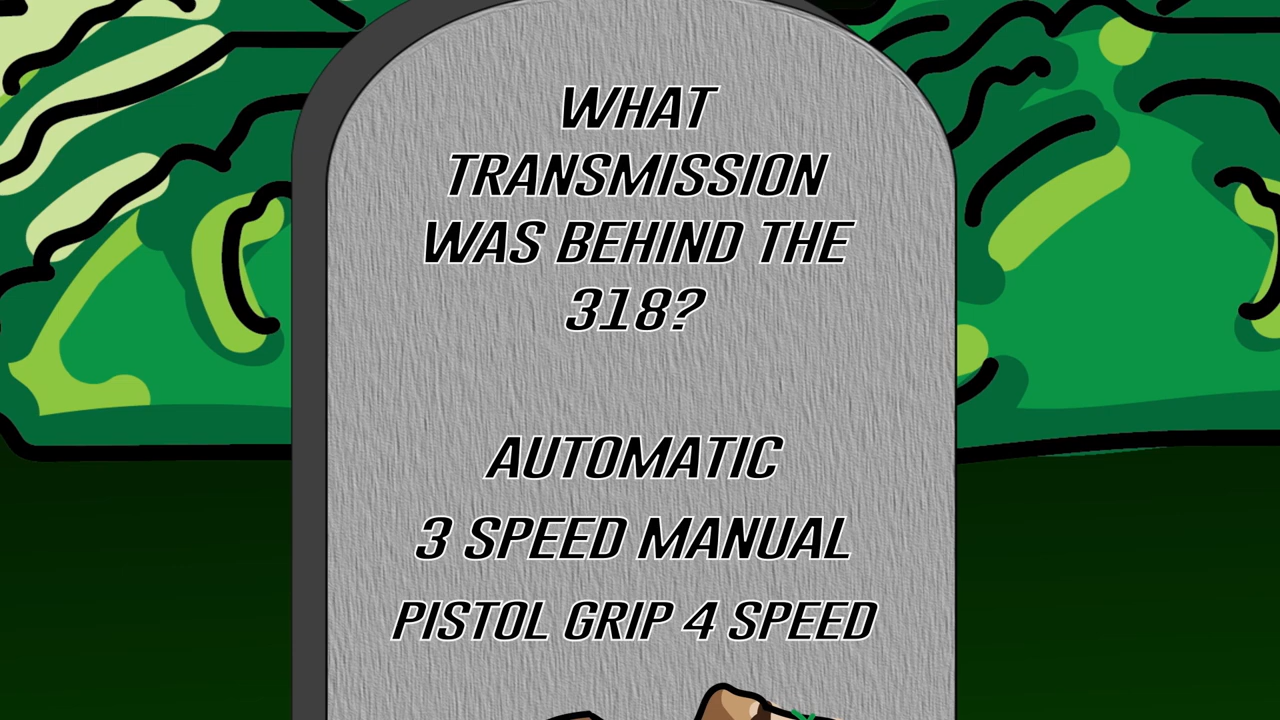 WHAT
TRANSMISSION
WAS BEHIND THE
318?
AUTOMATIC
3 SPEED MANUAL
PISTOL GRIP 4 SPEED